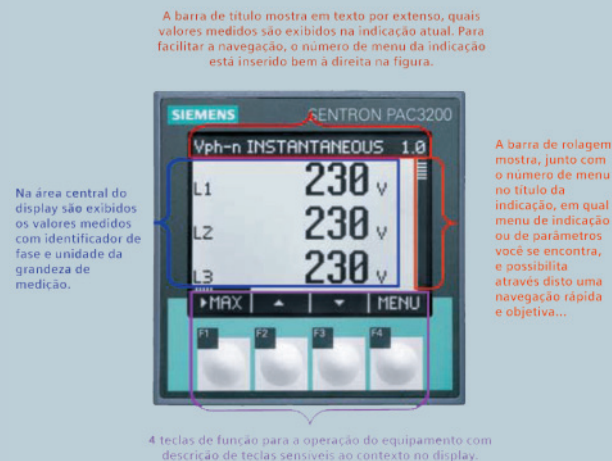 A barra de título mostra em texto por extenso, quais
valores medidos são exibidos na indicação atual. Para
facilitar a navegação, o número de menu da indicação
está inserido bem à direita na figura.
SIEMENS
SENTRON PAC3200
Vph-n INSTANTANEOUS 1.0
L1 230 V
L2 230 V
L3 230 V
▸MAX ▲ ▼ MENU
F1 F2 F3 F4
Na área central do
display são exibidos
os valores medidos
com identificador de
fase e unidade da
grandeza de
medição.
A barra de rolagem
mostra, junto com
o número de menu
no título da
indicação, em qual
menu de indicação
ou de parâmetros
você se encontra,
e possibilita
através disto uma
navegação rápida
e objetiva...
4 teclas de função para a operação do equipamento com
descrição de teclas sensíveis ao contexto no display.